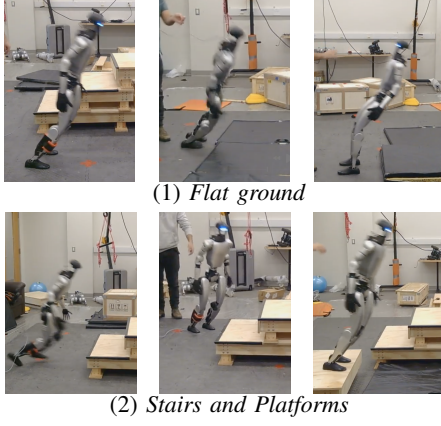 (1) Flat ground
(2) Stairs and Platforms